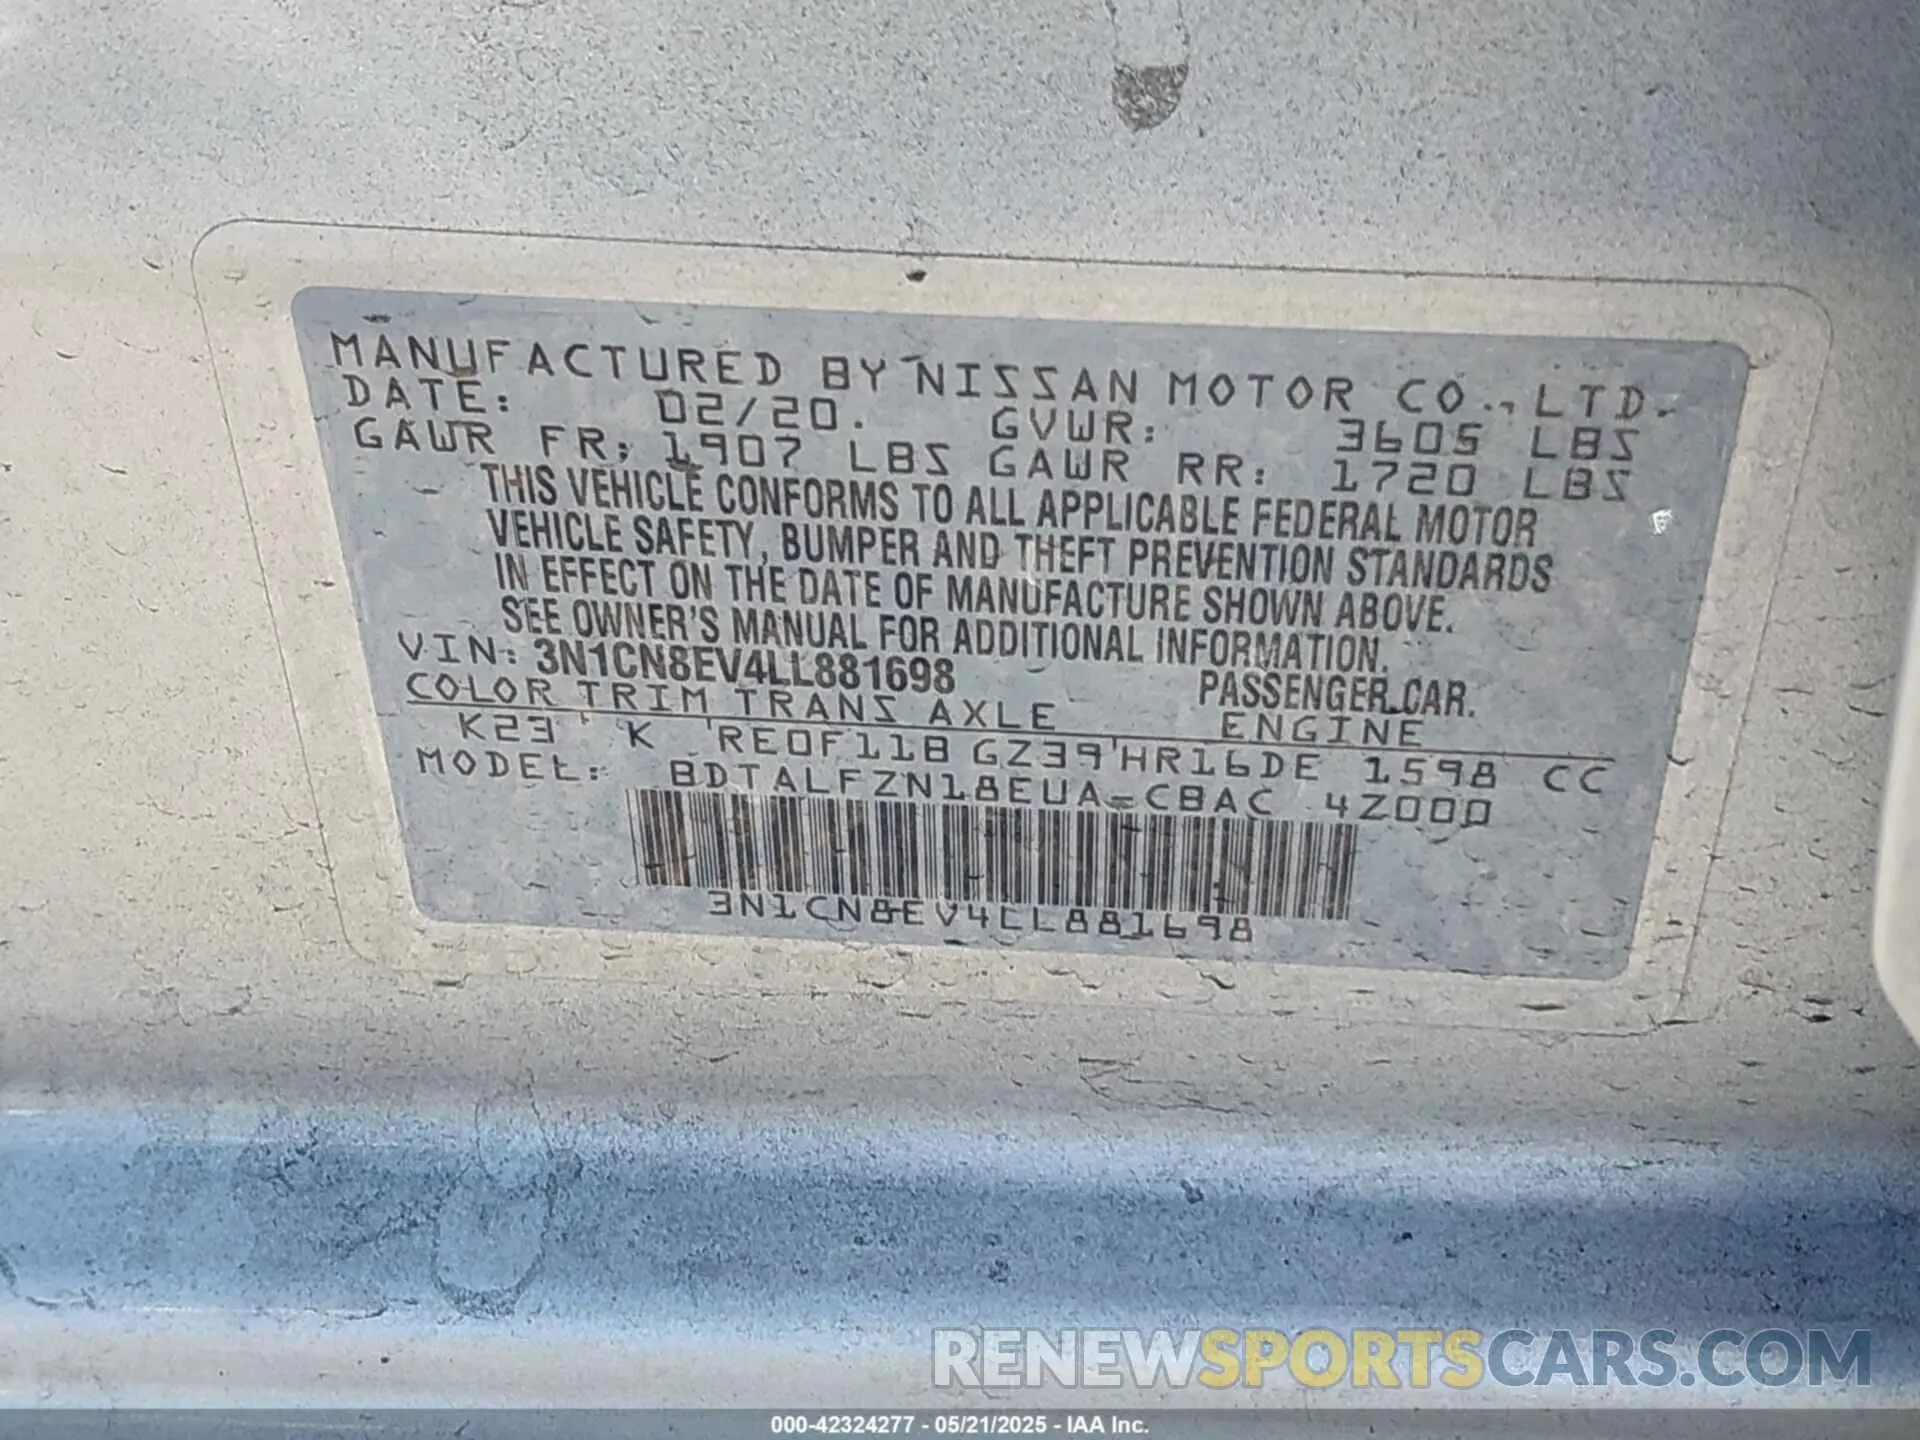 MANUFACTURED BY NISSAN MOTOR CO., LTD.
DATE: 02/20. GVWR: 3605 LBS
GAWR FR: 1907 LBS GAWR RR: 1720 LBS
THIS VEHICLE CONFORMS TO ALL APPLICABLE FEDERAL MOTOR
VEHICLE SAFETY, BUMPER AND THEFT PREVENTION STANDARDS
IN EFFECT ON THE DATE OF MANUFACTURE SHOWN ABOVE.
SEE OWNER'S MANUAL FOR ADDITIONAL INFORMATION.
VIN: 3N1CN8EV4LL881698 PASSENGER CAR.
COLOR TRIM TRANS AXLE ENGINE
K23 K RE0F11B GZ39 HR16DE 1598 CC
MODEL: BDTALFZN18EUA-CBAC 4Z000
3N1CN8EV4LL881698
RENEWSPORTSCARS.COM
000-42324277 - 05/21/2025 - IAA Inc.